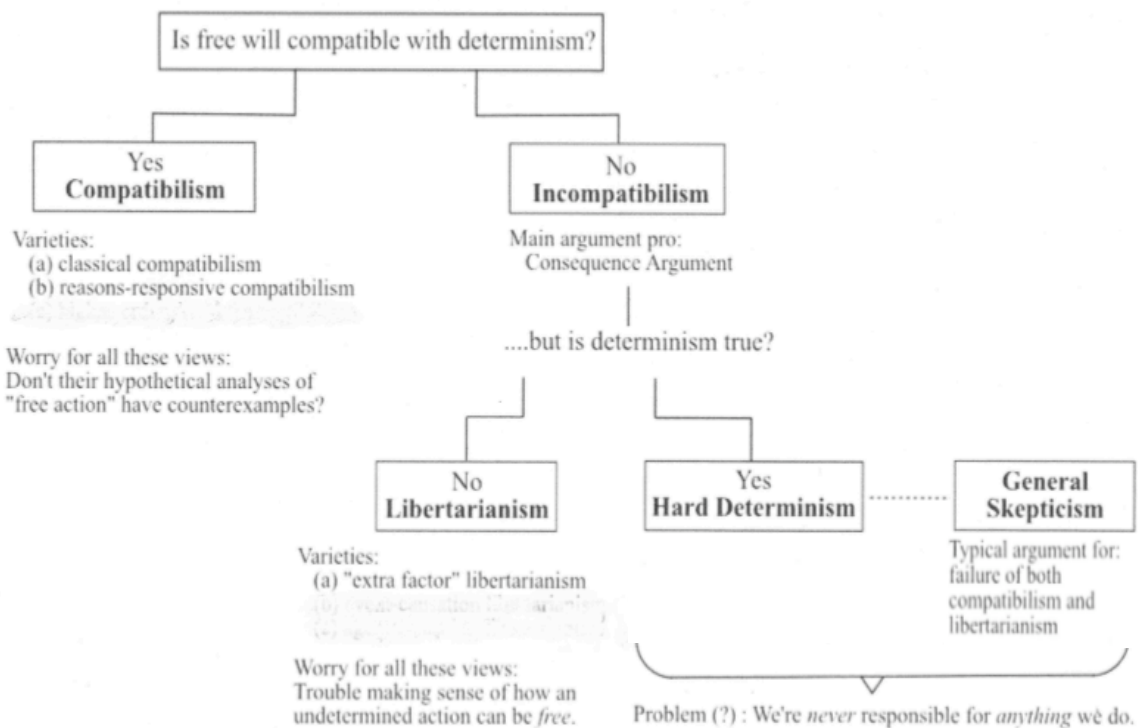 Is free will compatible with determinism?
Yes
Compatibilism
Varieties:
(a) classical compatibilism
(b) reasons-responsive compatibilism
Worry for all these views:
Don't their hypothetical analyses of
"free action" have counterexamples?
No
Incompatibilism
Main argument pro:
Consequence Argument
....but is determinism true?
No
Libertarianism
Varieties:
(a) "extra factor" libertarianism
Worry for all these views:
Trouble making sense of how an
undetermined action can be free.
Yes
Hard Determinism
General
Skepticism
Typical argument for:
failure of both
compatibilism and
libertarianism
Problem (?) : We're never responsible for anything we do.